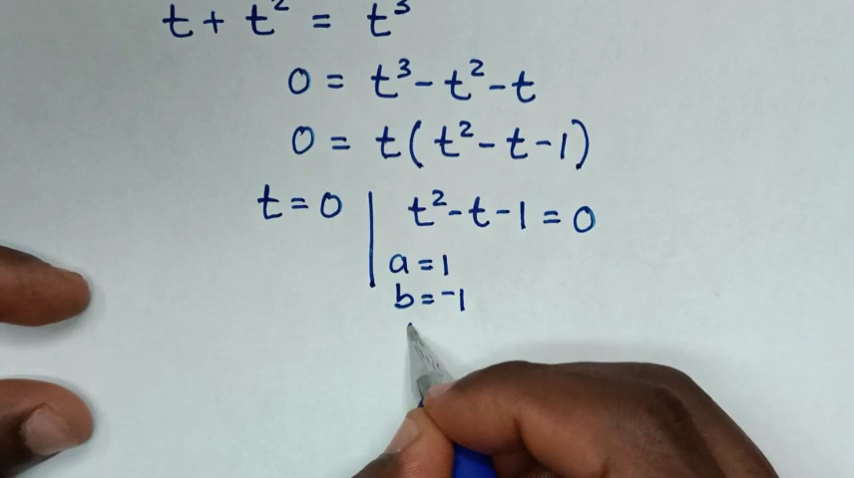 t + t² = t³
0 = t³ - t² - t
0 = t(t² - t - 1)
t = 0 | t² - t - 1 = 0
a = 1
b = -1